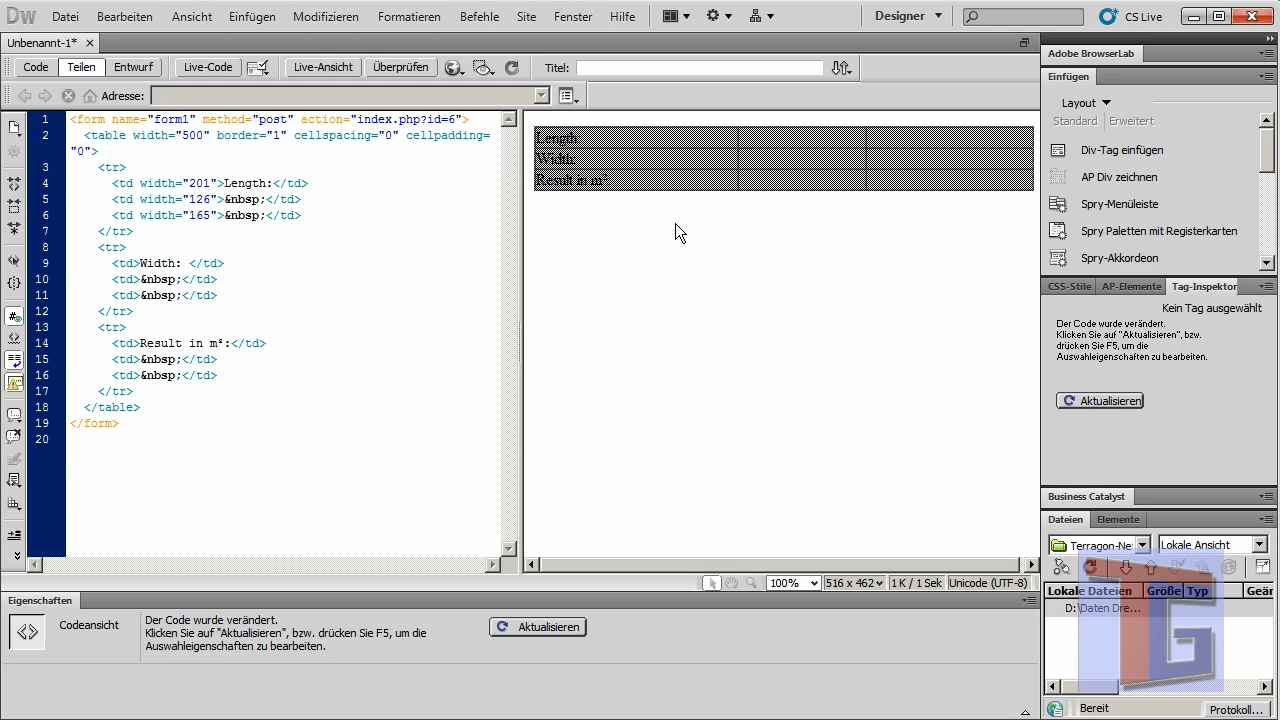 Dw Datei Bearbeiten Ansicht Einfügen Modifizieren Formatieren Befehle Site Fenster Hilfe Designer CS Live
Unbenannt-1* ×
Code Teilen Entwurf Live-Code Live-Ansicht Überprüfen Titel:
Adresse:
1 <form name="form1" method="post" action="index.php?id=6">
2 <table width="500" border="1" cellspacing="0" cellpadding=
"0">
3 <tr>
4 <td width="201">Length:</td>
5 <td width="126">&nbsp;</td>
6 <td width="165">&nbsp;</td>
7 </tr>
8 <tr>
9 <td>Width: </td>
10 <td>&nbsp;</td>
11 <td>&nbsp;</td>
12 </tr>
13 <tr>
14 <td>Result in m²:</td>
15 <td>&nbsp;</td>
16 <td>&nbsp;</td>
17 </tr>
18 </table>
19 </form>
20
Width
Result in m²
100% 516 x 462 1 K / 1 Sek Unicode (UTF-8)
Adobe BrowserLab
Einfügen
Layout
Standard Erweitert
Div-Tag einfügen
AP Div zeichnen
Spry-Menüleiste
Spry Paletten mit Registerkarten
Spry-Akkordeon
CSS-Stile AP-Elemente Tag-Inspektor
Kein Tag ausgewählt
Der Code wurde verändert.
Klicken Sie auf "Aktualisieren", bzw.
drücken Sie F5, um die
Auswahleigenschaften zu bearbeiten.
Aktualisieren
Business Catalyst
Dateien Elemente
Terragon-Ne Lokale Ansicht
Lokale Dateien Größe Typ Geär
D:\Daten Dre...
TG
Bereit Protokoll...
Eigenschaften
Codeansicht
Der Code wurde verändert.
Klicken Sie auf "Aktualisieren", bzw. drücken Sie F5, um die
Auswahleigenschaften zu bearbeiten.
Aktualisieren